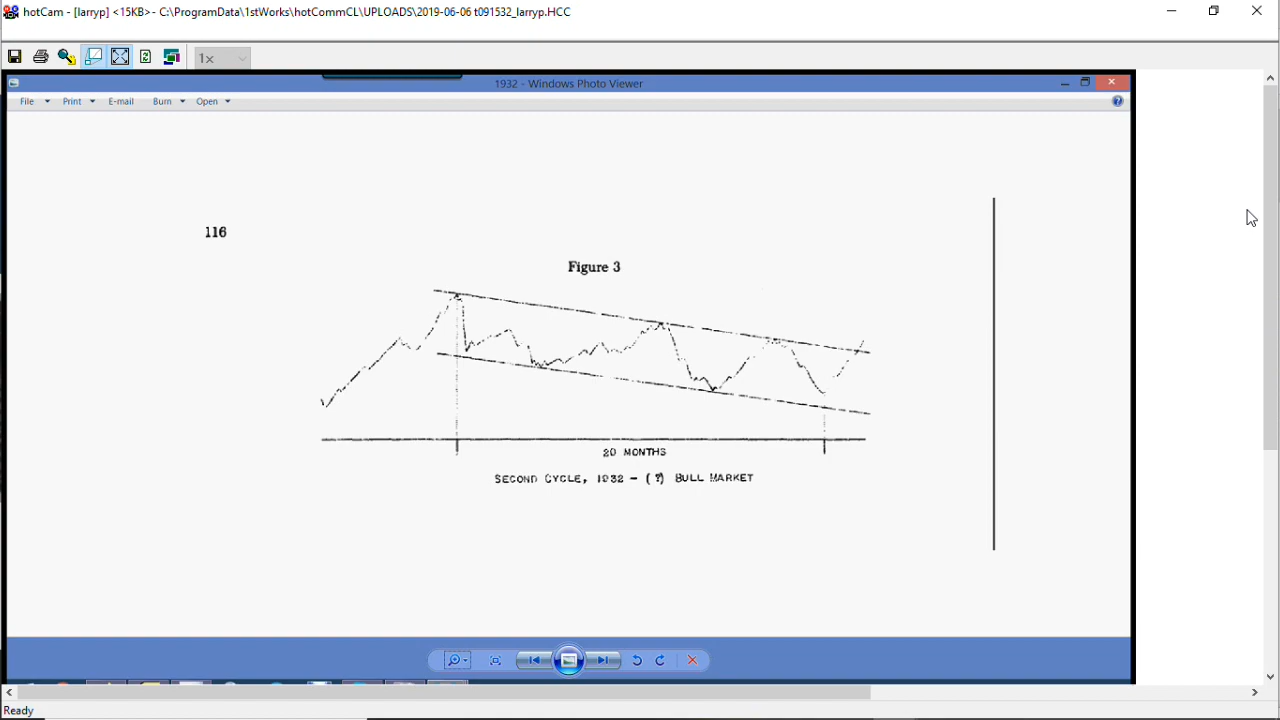 hotCam - [larryp] <15KB>- C:\ProgramData\1stWorks\hotCommCL\UPLOADS\2019-06-06 t091532_larryp.HCC
1x
1932 - Windows Photo Viewer
File Print E-mail Burn Open
116
Figure 3
20 MONTHS
SECOND CYCLE, 1932 - (?) BULL MARKET
Ready